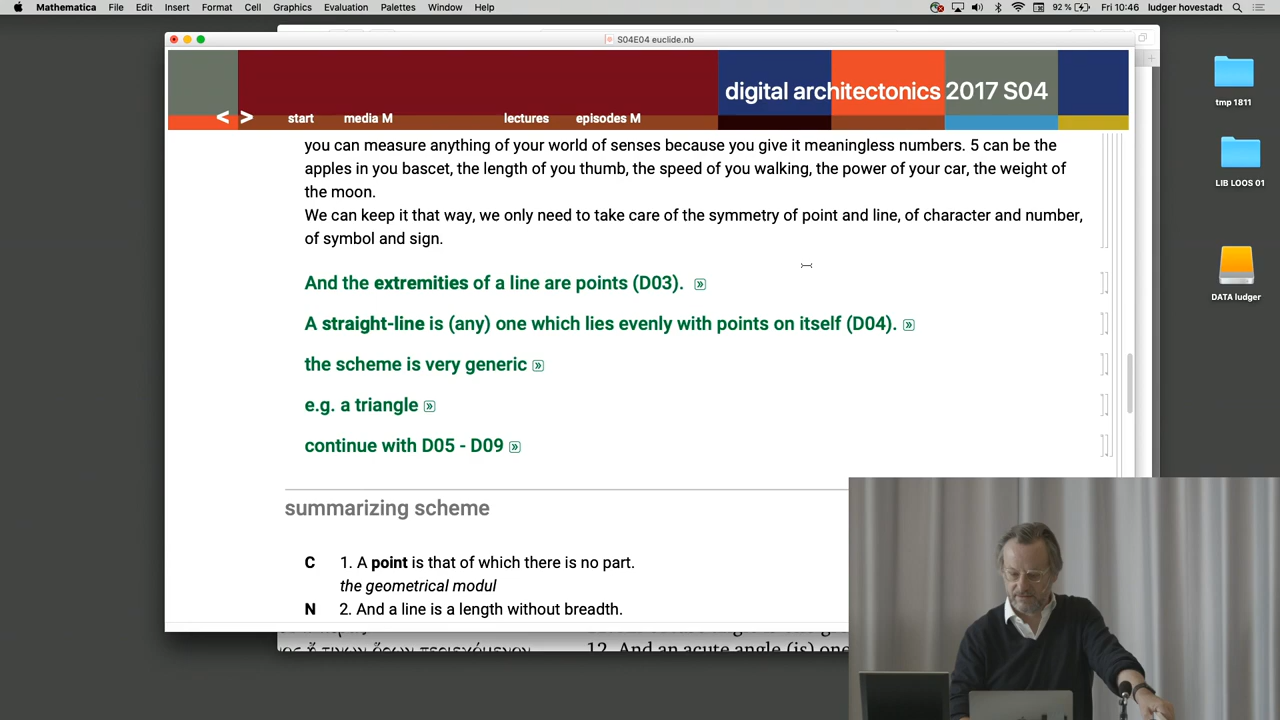 Mathematica File Edit Insert Format Cell Graphics Evaluation Palettes Window Help 92 % Fri 10:46 ludger hovestadt
S04E04 euclide.nb
digital architectonics 2017 S04
< > start media M lectures episodes M
tmp 1811
LIB LOOS 01
DATA ludger
you can measure anything of your world of senses because you give it meaningless numbers. 5 can be the
apples in you bascet, the length of you thumb, the speed of you walking, the power of your car, the weight of
the moon.
We can keep it that way, we only need to take care of the symmetry of point and line, of character and number,
of symbol and sign.
And the extremities of a line are points (D03). »
A straight-line is (any) one which lies evenly with points on itself (D04). »
the scheme is very generic »
e.g. a triangle »
continue with D05 - D09 »
summarizing scheme
C 1. A point is that of which there is no part.
the geometrical modul
N 2. And a line is a length without breadth.
12. And an acute angle (is) one